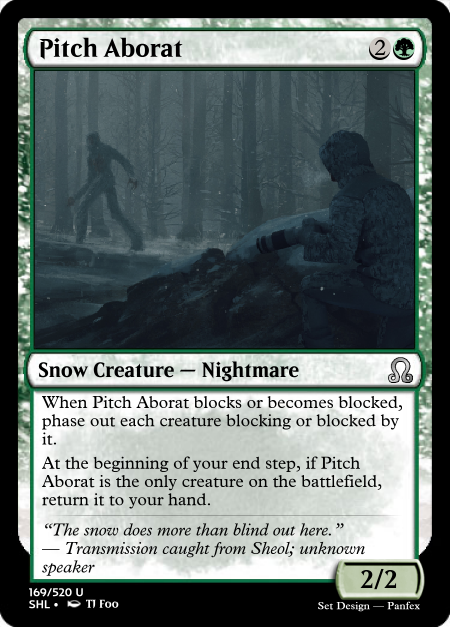 Pitch Aborat
2
Snow Creature — Nightmare
When Pitch Aborat blocks or becomes blocked,
phase out each creature blocking or blocked by
it.
At the beginning of your end step, if Pitch
Aborat is the only creature on the battlefield,
return it to your hand.
“The snow does more than blind out here.”
— Transmission caught from Sheol; unknown
speaker
2/2
169/520 U
SHL • TJ Foo
Set Design — Panfex